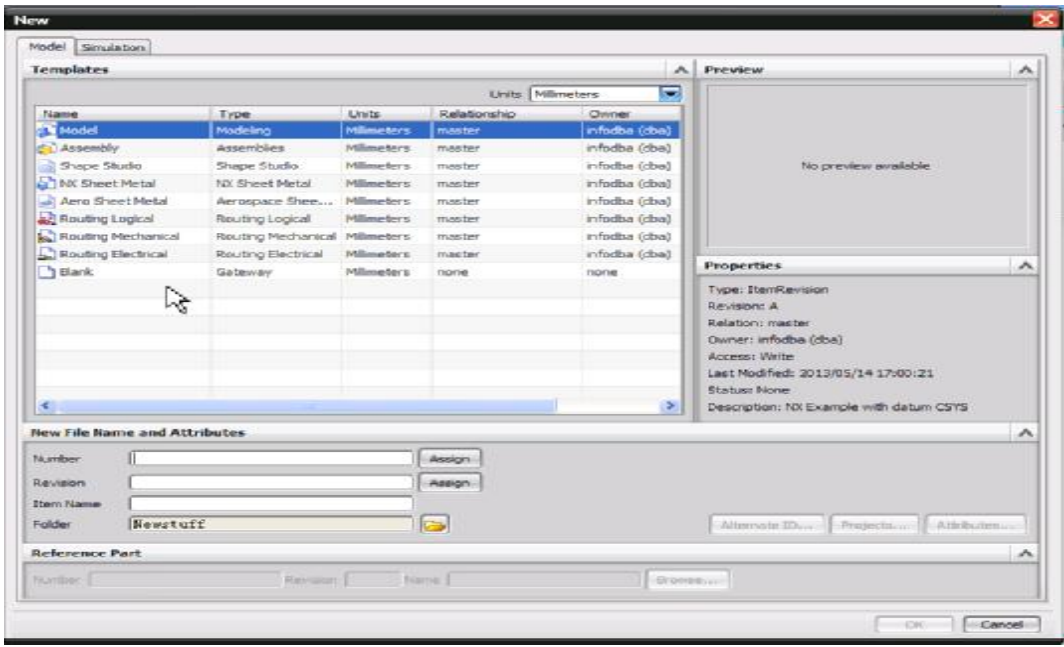 New
Model Simulation
Templates
Units Millimeters
Name Type Units Relationship Owner
Model Modeling Millimeters master infodba (dba)
Assembly Assemblies Millimeters master infodba (dba)
Shape Studio Shape Studio Millimeters master infodba (dba)
NX Sheet Metal NX Sheet Metal Millimeters master infodba (dba)
Aero Sheet Metal Aerospace Shee... Millimeters master infodba (dba)
Routing Logical Routing Logical Millimeters master infodba (dba)
Routing Mechanical Routing Mechanical Millimeters master infodba (dba)
Routing Electrical Routing Electrical Millimeters master infodba (dba)
Blank Gateway Millimeters none none
Preview
No preview available
Properties
Type: ItemRevision
Revision: A
Relation: master
Owner: infodba (dba)
Access: Write
Last Modified: 2013/05/14 17:00:21
Status: None
Description: NX Example with datum CSYS
New File Name and Attributes
Number Assign
Revision Assign
Item Name
Folder Newstuff
Alternate ID... Projects... Attributes...
Reference Part
Number Revision Name Browse...
OK Cancel